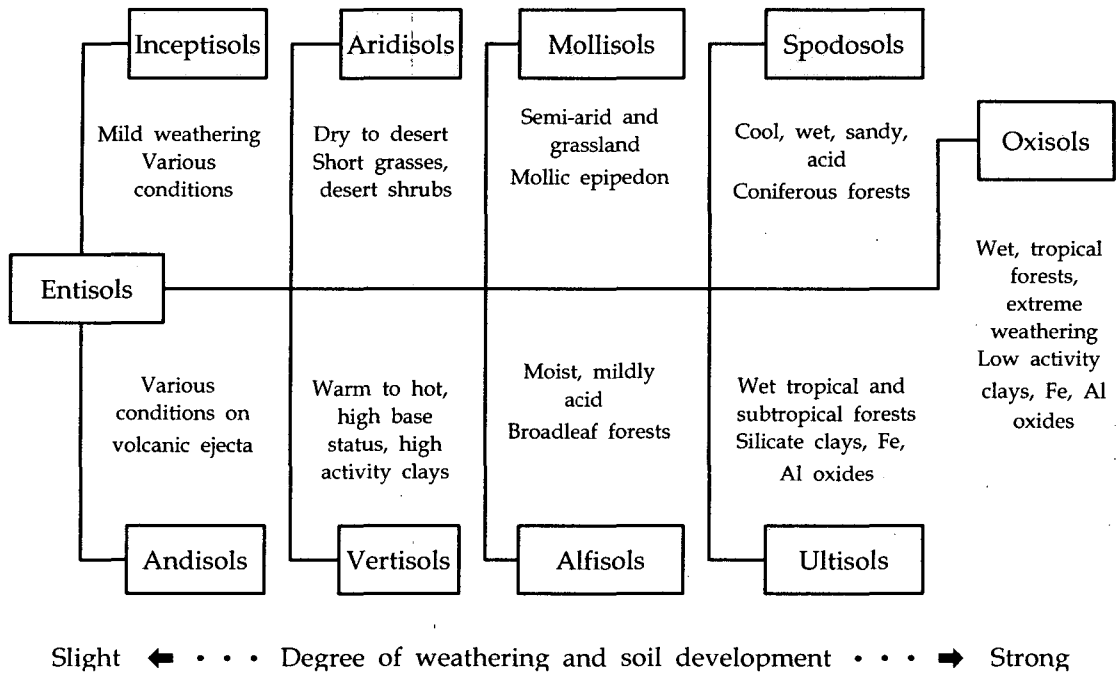 Inceptisols
Aridisols
Mollisols
Spodosols
Mild weathering
Various
conditions
Dry to desert
Short grasses,
desert shrubs
Semi-arid and
grassland
Mollic epipedon
Cool, wet, sandy,
acid
Coniferous forests
Oxisols
Entisols
Wet, tropical
forests,
extreme
weathering
Low activity
clays, Fe, Al
oxides
Various
conditions on
volcanic ejecta
Warm to hot,
high base
status, high
activity clays
Moist, mildly
acid
Broadleaf forests
Wet tropical and
subtropical forests
Silicate clays, Fe,
Al oxides
Andisols
Vertisols
Alfisols
Ultisols
Slight ← · · · Degree of weathering and soil development · · · → Strong